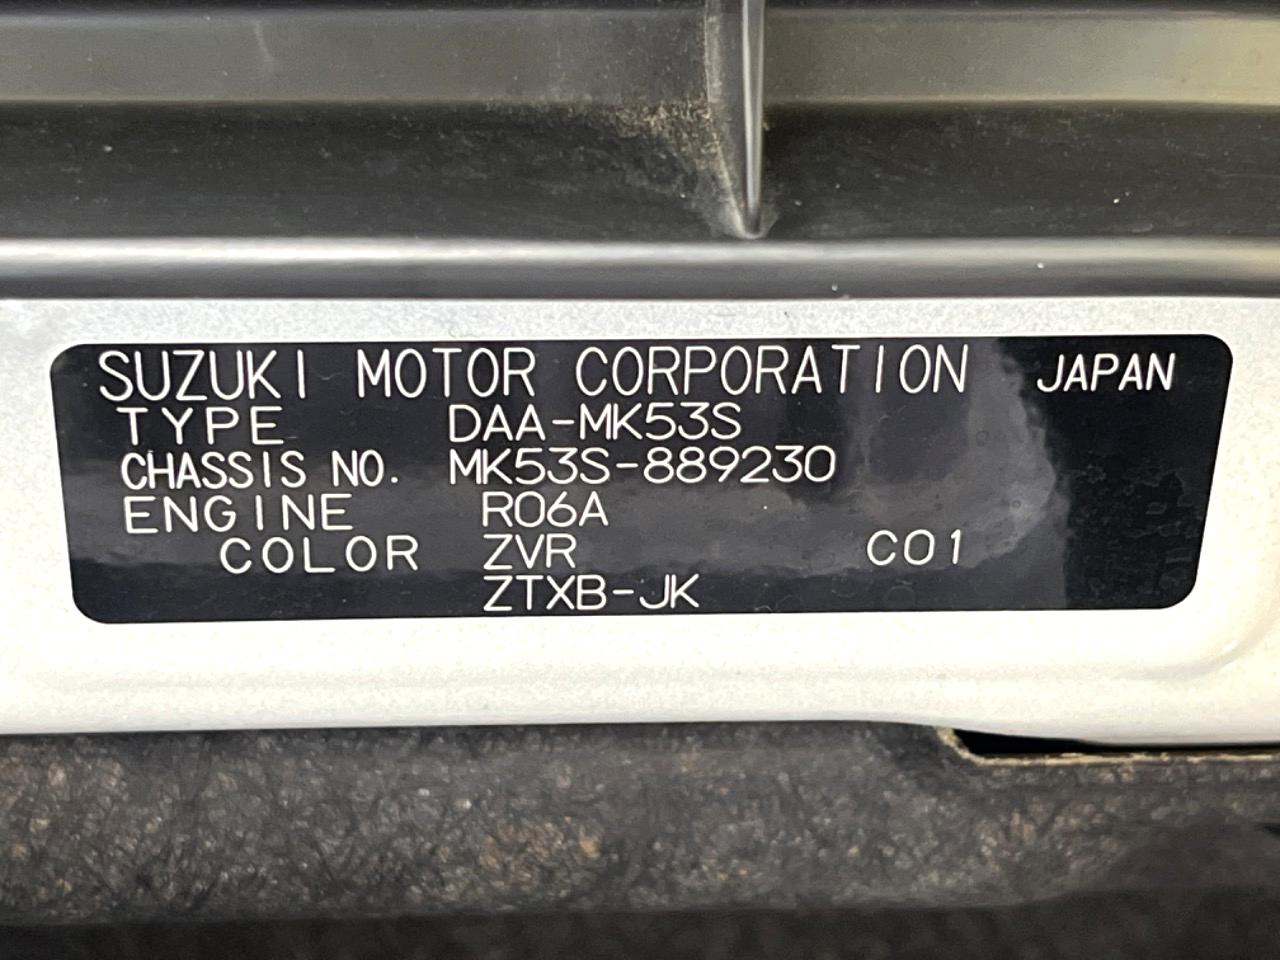 SUZUKI MOTOR CORPORATION JAPAN
TYPE DAA-MK53S
CHASSIS NO. MK53S-889230
ENGINE R06A
COLOR ZVR C01
ZTXB-JK